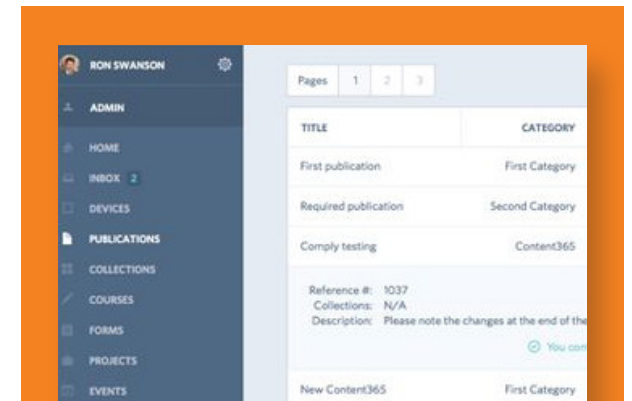 RON SWANSON
ADMIN
HOME
INBOX 2
DEVICES
PUBLICATIONS
COLLECTIONS
COURSES
FORMS
PROJECTS
EVENTS
Pages 1 2 3
TITLE CATEGORY
First publication First Category
Required publication Second Category
Comply testing Content365
Reference #: 1037
Collections: N/A
Description: Please note the changes at the end of the
You com
New Content365 First Category